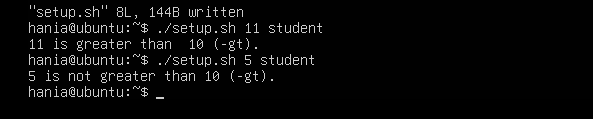 "setup.sh" 8L, 144B written
hania@ubuntu:~$ ./setup.sh 11 student
11 is greater than  10 (-gt).
hania@ubuntu:~$ ./setup.sh 5 student
5 is not greater than 10 (-gt).
hania@ubuntu:~$ _